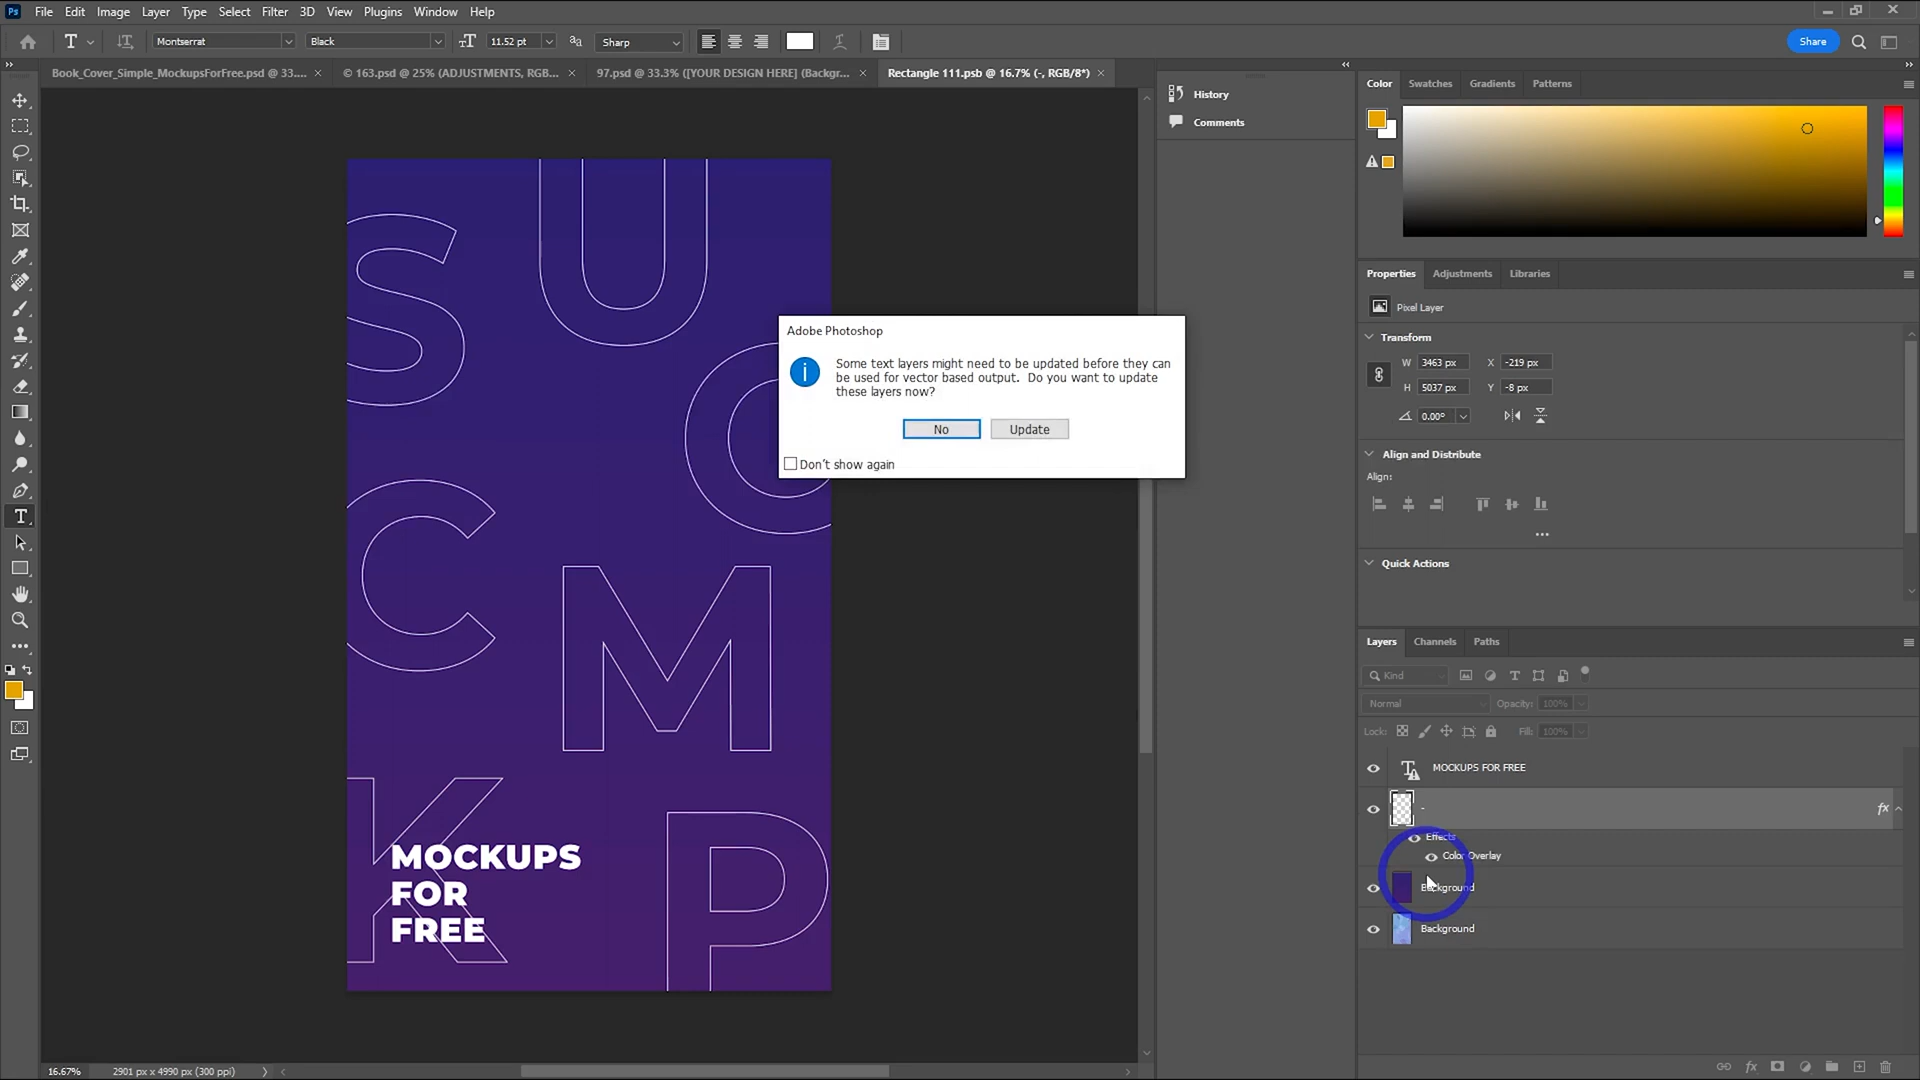 Ps File Edit Image Layer Type Select Filter 3D View Plugins Window Help
T Montserrat Black 11.52 pt aa Sharp Share
Book_Cover_Simple_MockupsForFree.psd @ 33.... × © 163.psd @ 25% (ADJUSTMENTS, RGB... × 97.psd @ 33.3% ([YOUR DESIGN HERE] (Backgr... × Rectangle 111.psb @ 16.7% (-, RGB/8*) ×
History
Comments
Color Swatches Gradients Patterns
Properties Adjustments Libraries
Pixel Layer
Transform
W 3463 px X -219 px
H 5037 px Y -8 px
0.00°
Align and Distribute
Align:
Quick Actions
Layers Channels Paths
Kind
Normal Opacity: 100%
Lock: Fill: 100%
MOCKUPS FOR FREE
- fx
Effects
Color Overlay
Background
Background
Adobe Photoshop
Some text layers might need to be updated before they can
be used for vector based output. Do you want to update
these layers now?
No Update
Don't show again
S U
O
C
M
K
P
MOCKUPS
FOR
FREE
16.67% 2901 px x 4990 px (300 ppi)
fx